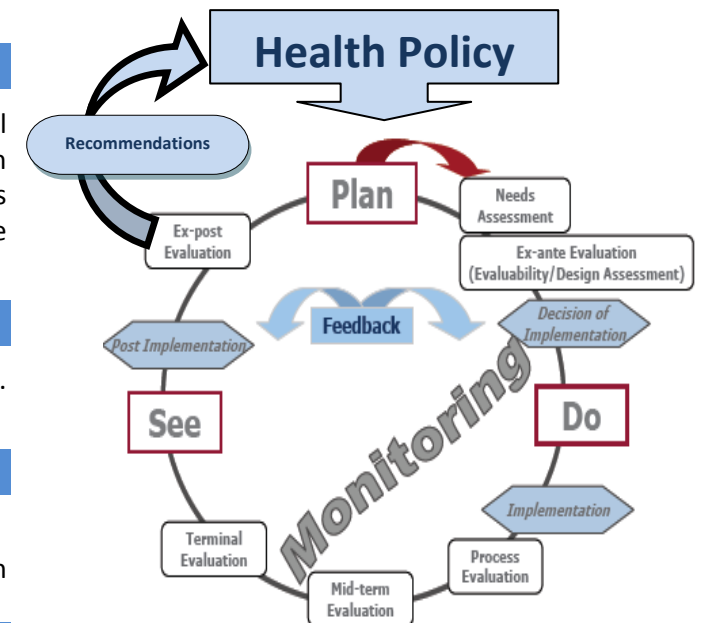 Health Policy
Recommendations
Plan
Needs
Assessment
Ex-post
Evaluation
Ex-ante Evaluation
(Evaluability/Design Assessment)
Feedback
Decision of
Implementation
Post Implementation
Monitoring
See
Do
Implementation
Terminal
Evaluation
Process
Evaluation
Mid-term
Evaluation